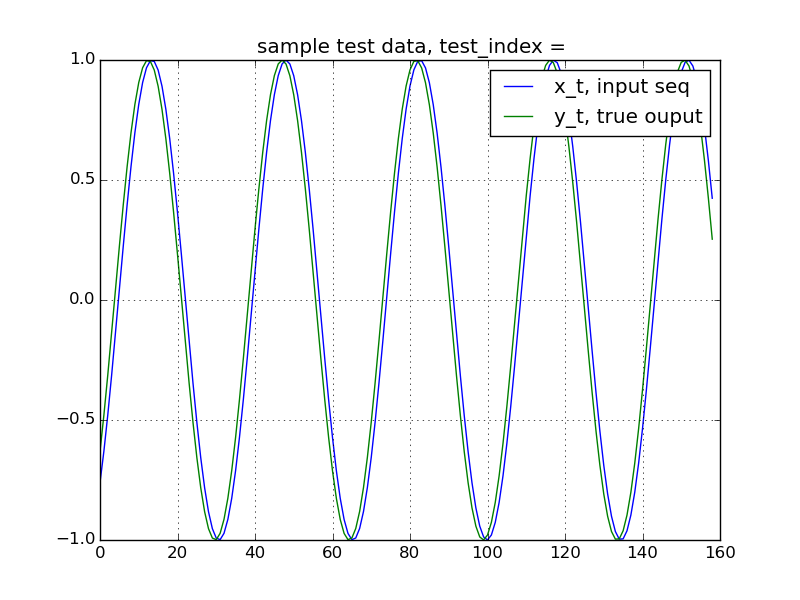 sample test data, test_index =
x_t, input seq
y_t, true ouput
1.0
0.5
0.0
−0.5
−1.0
0 20 40 60 80 100 120 140 160